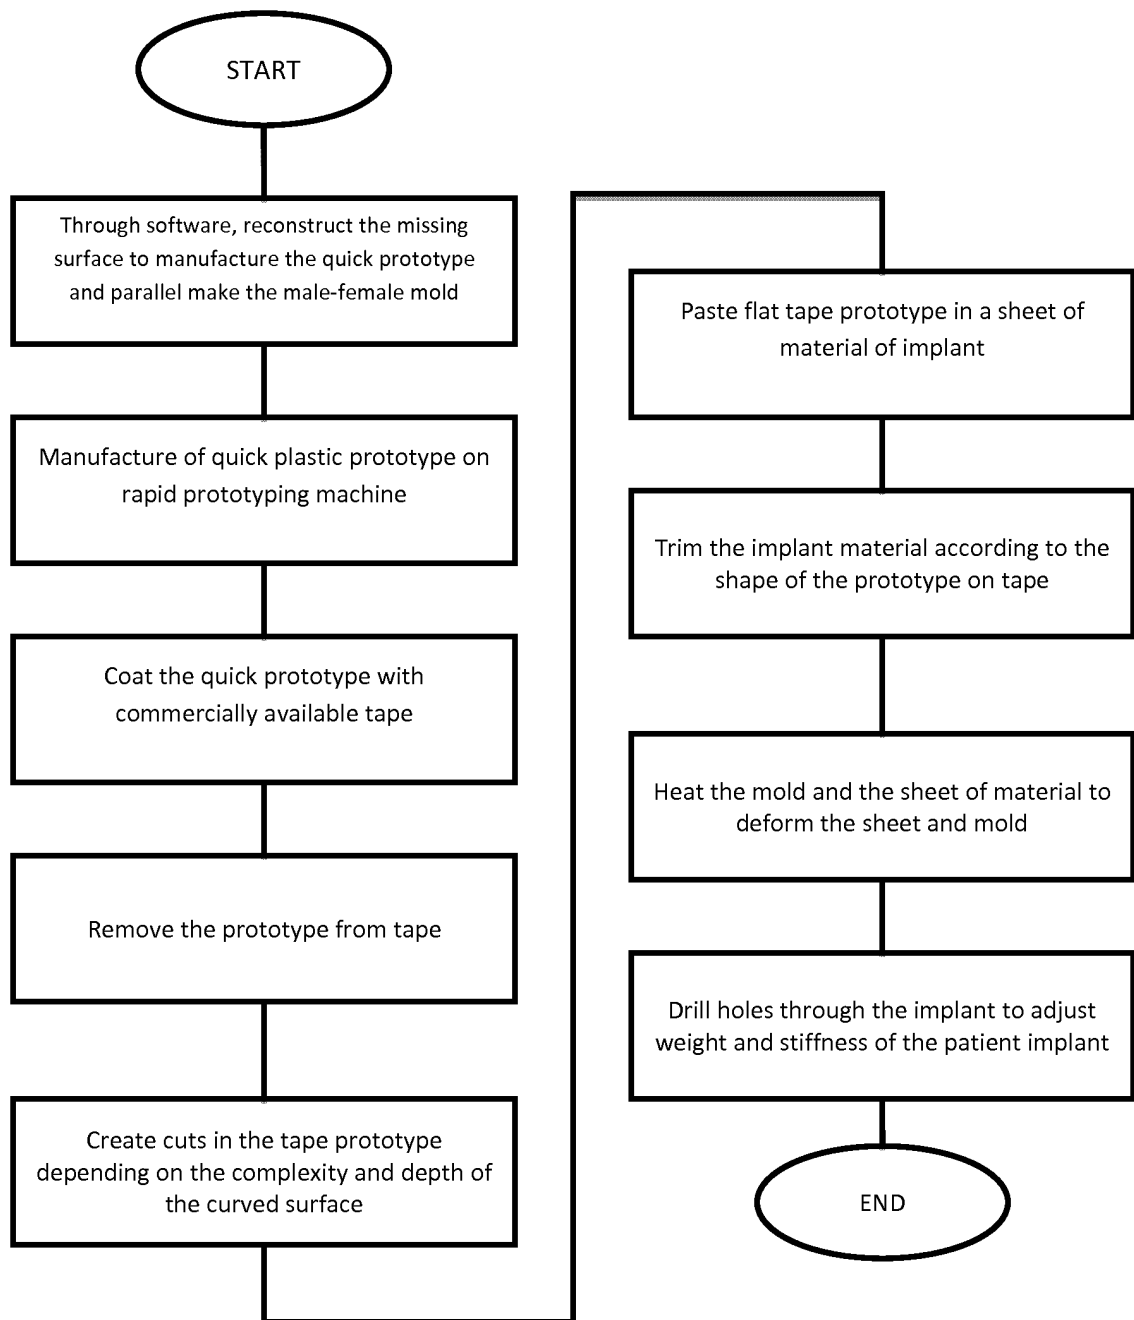 START
Through software, reconstruct the missing
surface to manufacture the quick prototype
and parallel make the male-female mold
Manufacture of quick plastic prototype on
rapid prototyping machine
Coat the quick prototype with
commercially available tape
Remove the prototype from tape
Create cuts in the tape prototype
depending on the complexity and depth of
the curved surface
Paste flat tape prototype in a sheet of
material of implant
Trim the implant material according to the
shape of the prototype on tape
Heat the mold and the sheet of material to
deform the sheet and mold
Drill holes through the implant to adjust
weight and stiffness of the patient implant
END